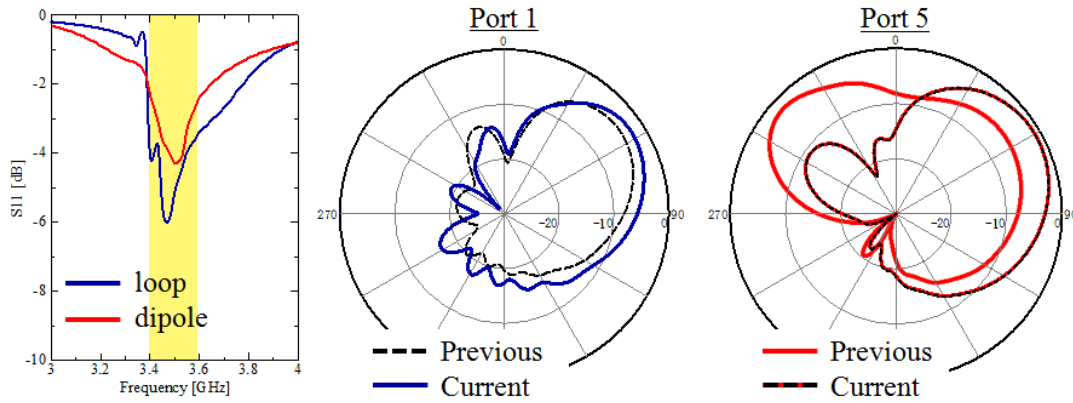 0
-2
-4
-6
-8
-10
S11 [dB]
loop
dipole
3
3.2
3.4
3.6
3.8
4
Frequency [GHz]
Port 1
0
270
-20
-10
90
Previous
Current
Port 5
0
270
-20
-10
90
Previous
Current